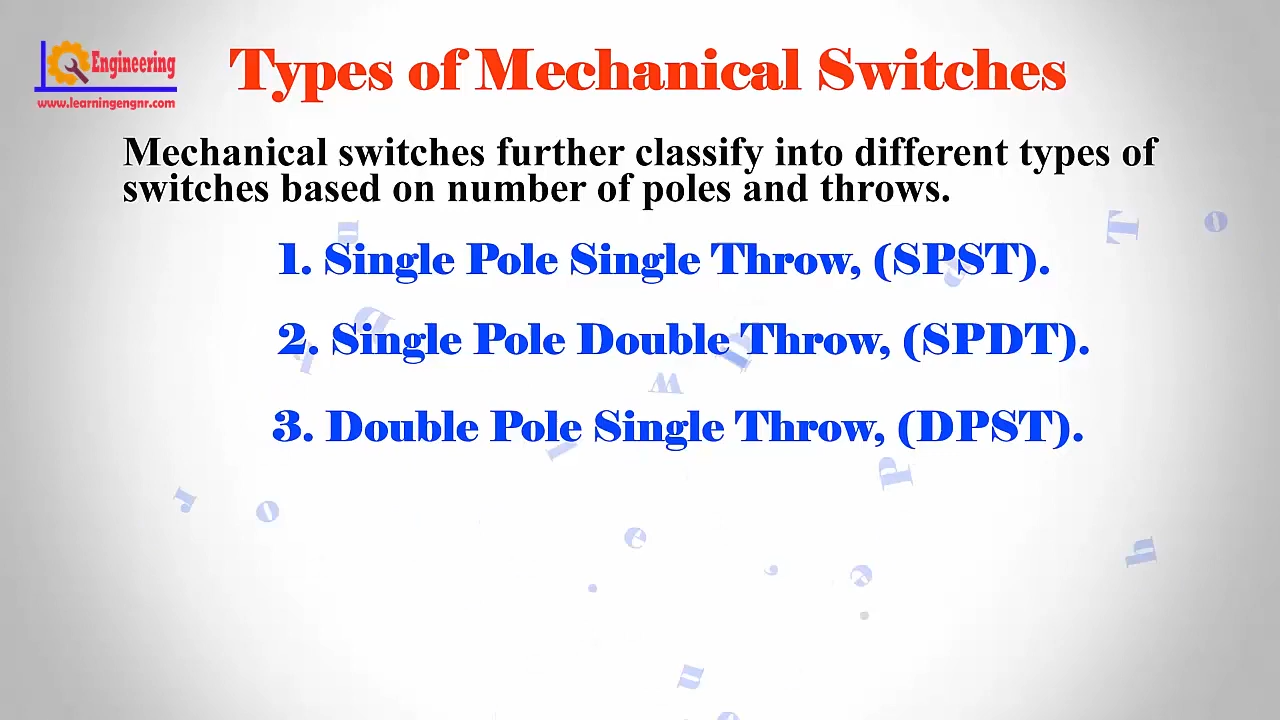 Engineering
www.learningengnr.com
Types of Mechanical Switches
Mechanical switches further classify into different types of
switches based on number of poles and throws.
1. Single Pole Single Throw, (SPST).
2. Single Pole Double Throw, (SPDT).
3. Double Pole Single Throw, (DPST).